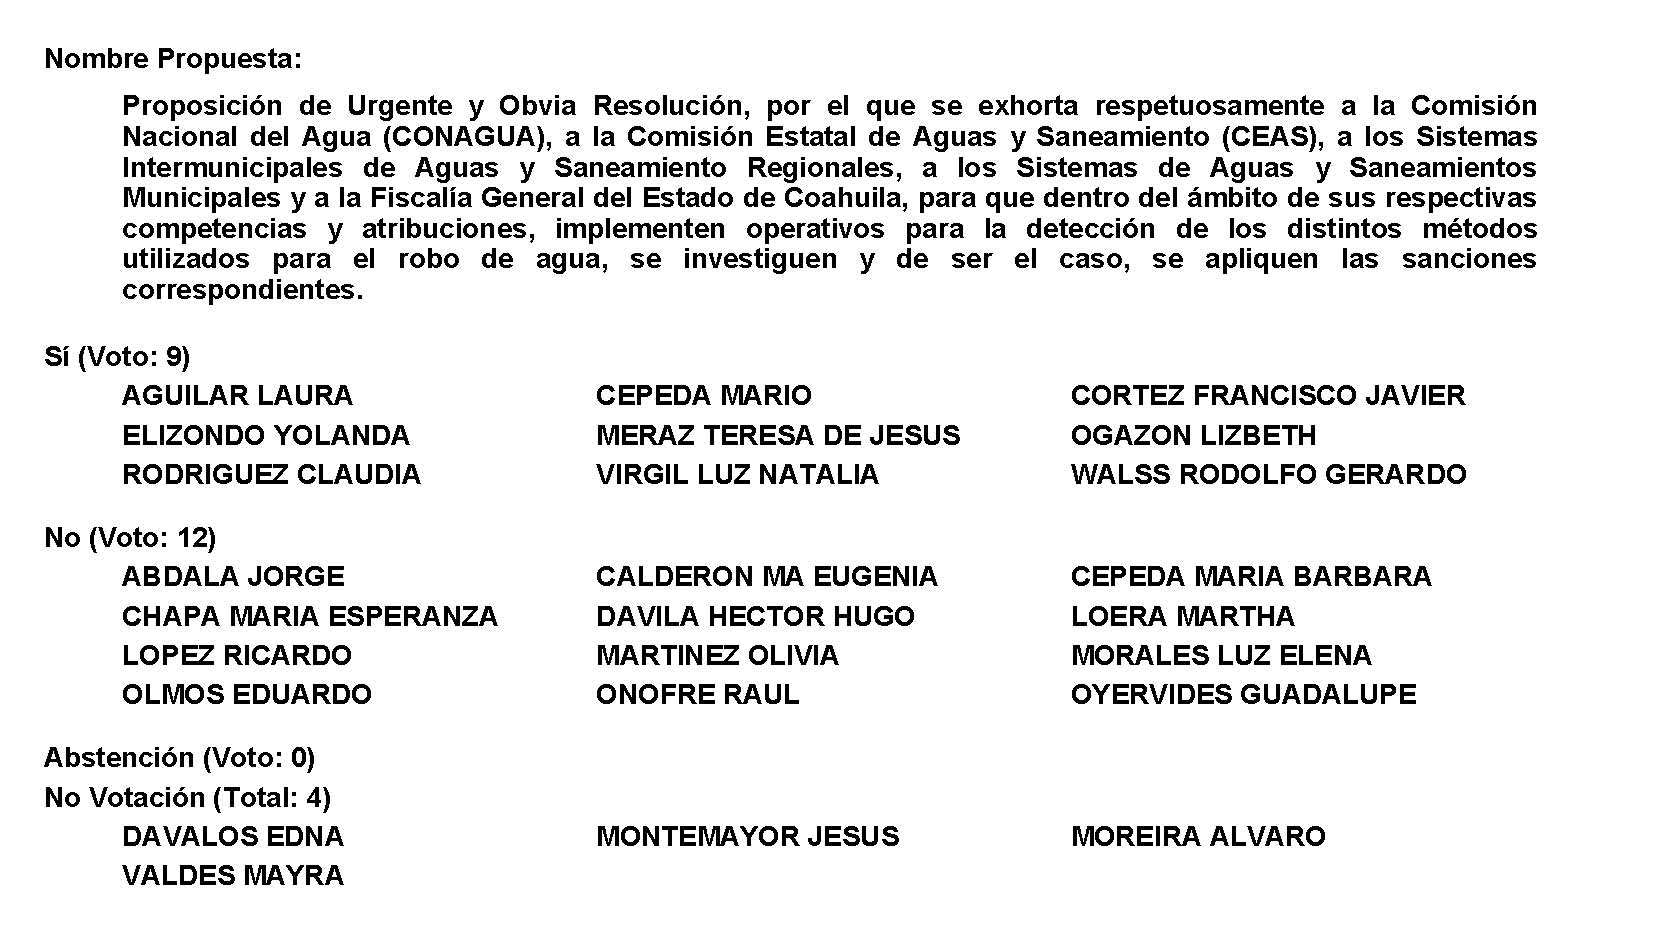 Nombre Propuesta:
Proposición de Urgente y Obvia Resolución, por el que se exhorta respetuosamente a la Comisión
Nacional del Agua (CONAGUA), a la Comisión Estatal de Aguas y Saneamiento (CEAS), a los Sistemas
Intermunicipales de Aguas y Saneamiento Regionales, a los Sistemas de Aguas y Saneamientos
Municipales y a la Fiscalía General del Estado de Coahuila, para que dentro del ámbito de sus respectivas
competencias y atribuciones, implementen operativos para la detección de los distintos métodos
utilizados para el robo de agua, se investiguen y de ser el caso, se apliquen las sanciones
correspondientes.
Sí (Voto: 9)
AGUILAR LAURA CEPEDA MARIO CORTEZ FRANCISCO JAVIER
ELIZONDO YOLANDA MERAZ TERESA DE JESUS OGAZON LIZBETH
RODRIGUEZ CLAUDIA VIRGIL LUZ NATALIA WALSS RODOLFO GERARDO
No (Voto: 12)
ABDALA JORGE CALDERON MA EUGENIA CEPEDA MARIA BARBARA
CHAPA MARIA ESPERANZA DAVILA HECTOR HUGO LOERA MARTHA
LOPEZ RICARDO MARTINEZ OLIVIA MORALES LUZ ELENA
OLMOS EDUARDO ONOFRE RAUL OYERVIDES GUADALUPE
Abstención (Voto: 0)
No Votación (Total: 4)
DAVALOS EDNA MONTEMAYOR JESUS MOREIRA ALVARO
VALDES MAYRA